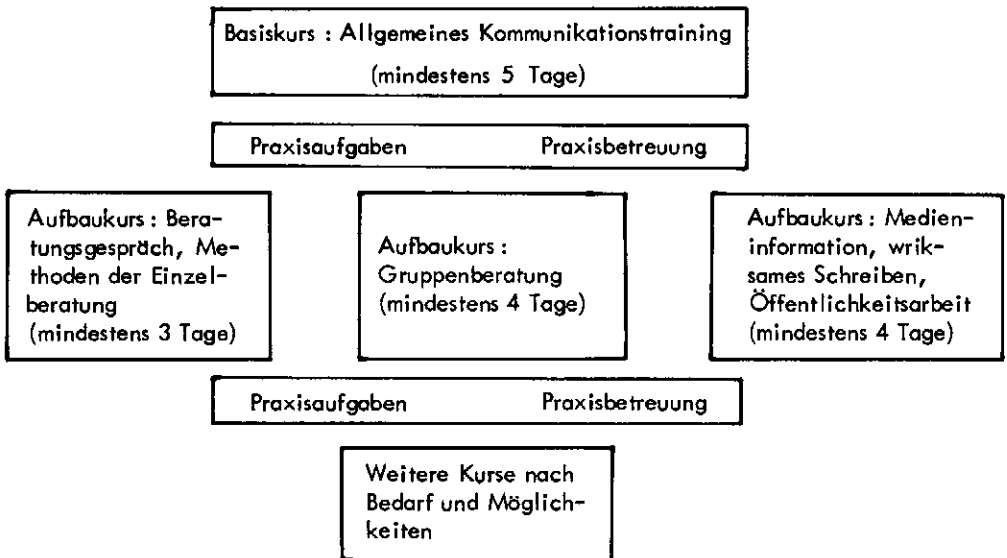 Basiskurs : Allgemeines Kommunikationstraining
(mindestens 5 Tage)
Praxisaufgaben Praxisbetreuung
Aufbaukurs : Bera-
tungsgespräch, Me-
thoden der Einzel-
beratung
(mindestens 3 Tage)
Aufbaukurs :
Gruppenberatung
(mindestens 4 Tage)
Aufbaukurs : Medien-
information, wrik-
sames Schreiben,
Öffentlichkeitsarbeit
(mindestens 4 Tage)
Praxisaufgaben Praxisbetreuung
Weitere Kurse nach
Bedarf und Möglich-
keiten